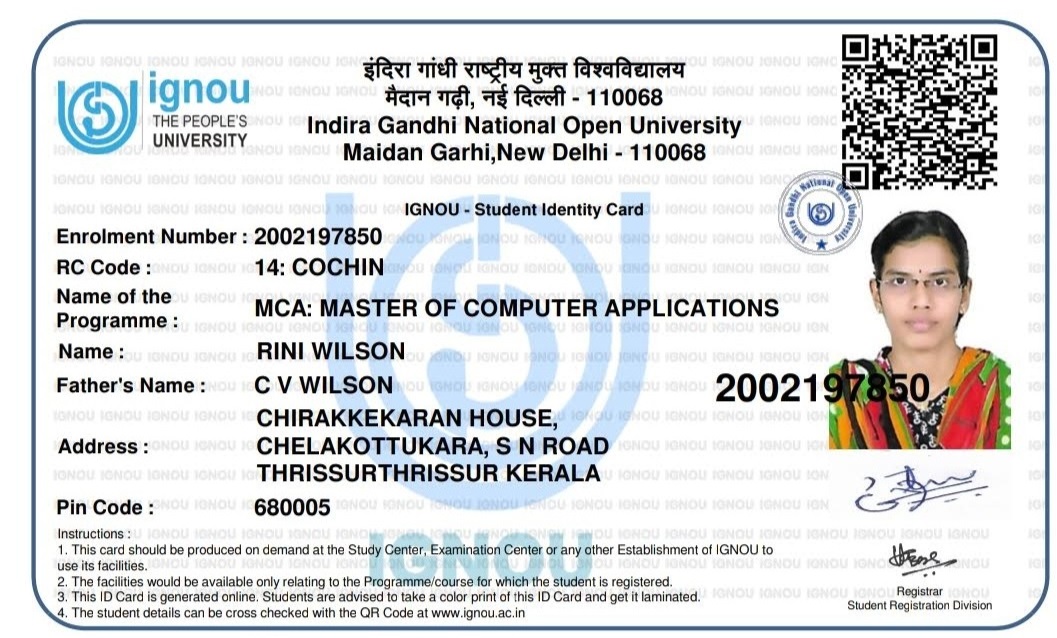 ignou
THE PEOPLE'S
UNIVERSITY
इंदिरा गांधी राष्ट्रीय मुक्त विश्वविद्यालय
मैदान गढ़ी, नई दिल्ली - 110068
Indira Gandhi National Open University
Maidan Garhi,New Delhi - 110068
Indira Gandhi National Open University
IGNOU - Student Identity Card
Enrolment Number : 2002197850
RC Code : 14: COCHIN
Name of the
Programme : MCA: MASTER OF COMPUTER APPLICATIONS
Name : RINI WILSON
Father's Name : C V WILSON
2002197850
Address : CHIRAKKEKARAN HOUSE,
CHELAKOTTUKARA, S N ROAD
THRISSURTHRISSUR KERALA
Pin Code : 680005
IGNOU
Instructions :
1. This card should be produced on demand at the Study Center, Examination Center or any other Establishment of IGNOU to
use its facilities.
2. The facilities would be available only relating to the Programme/course for which the student is registered.
3. This ID Card is generated online. Students are advised to take a color print of this ID Card and get it laminated.
4. The student details can be cross checked with the QR Code at www.ignou.ac.in
Registrar
Student Registration Division